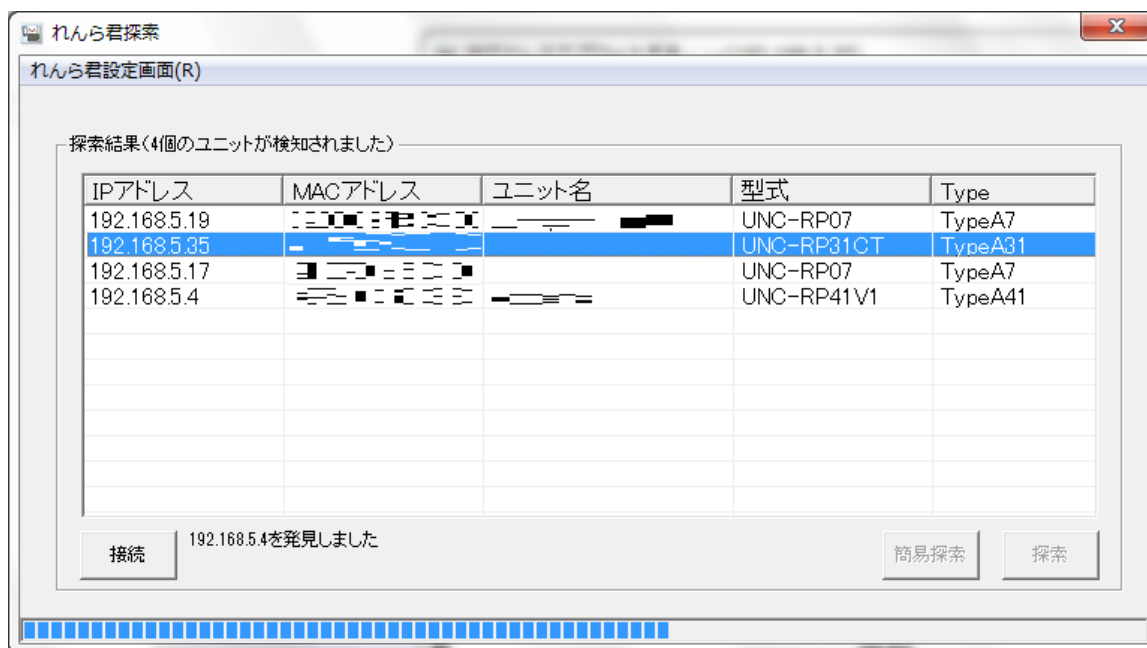 れんら君探索
れんら君設定画面(R)
探索結果(4個のユニットが検知されました)
IPアドレス MACアドレス ユニット名 型式 Type
192.168.5.19 UNC-RP07 TypeA7
192.168.5.35 UNC-RP31CT TypeA31
192.168.5.17 UNC-RP07 TypeA7
192.168.5.4 UNC-RP41V1 TypeA41
接続 192.168.5.4を発見しました 簡易探索 探索